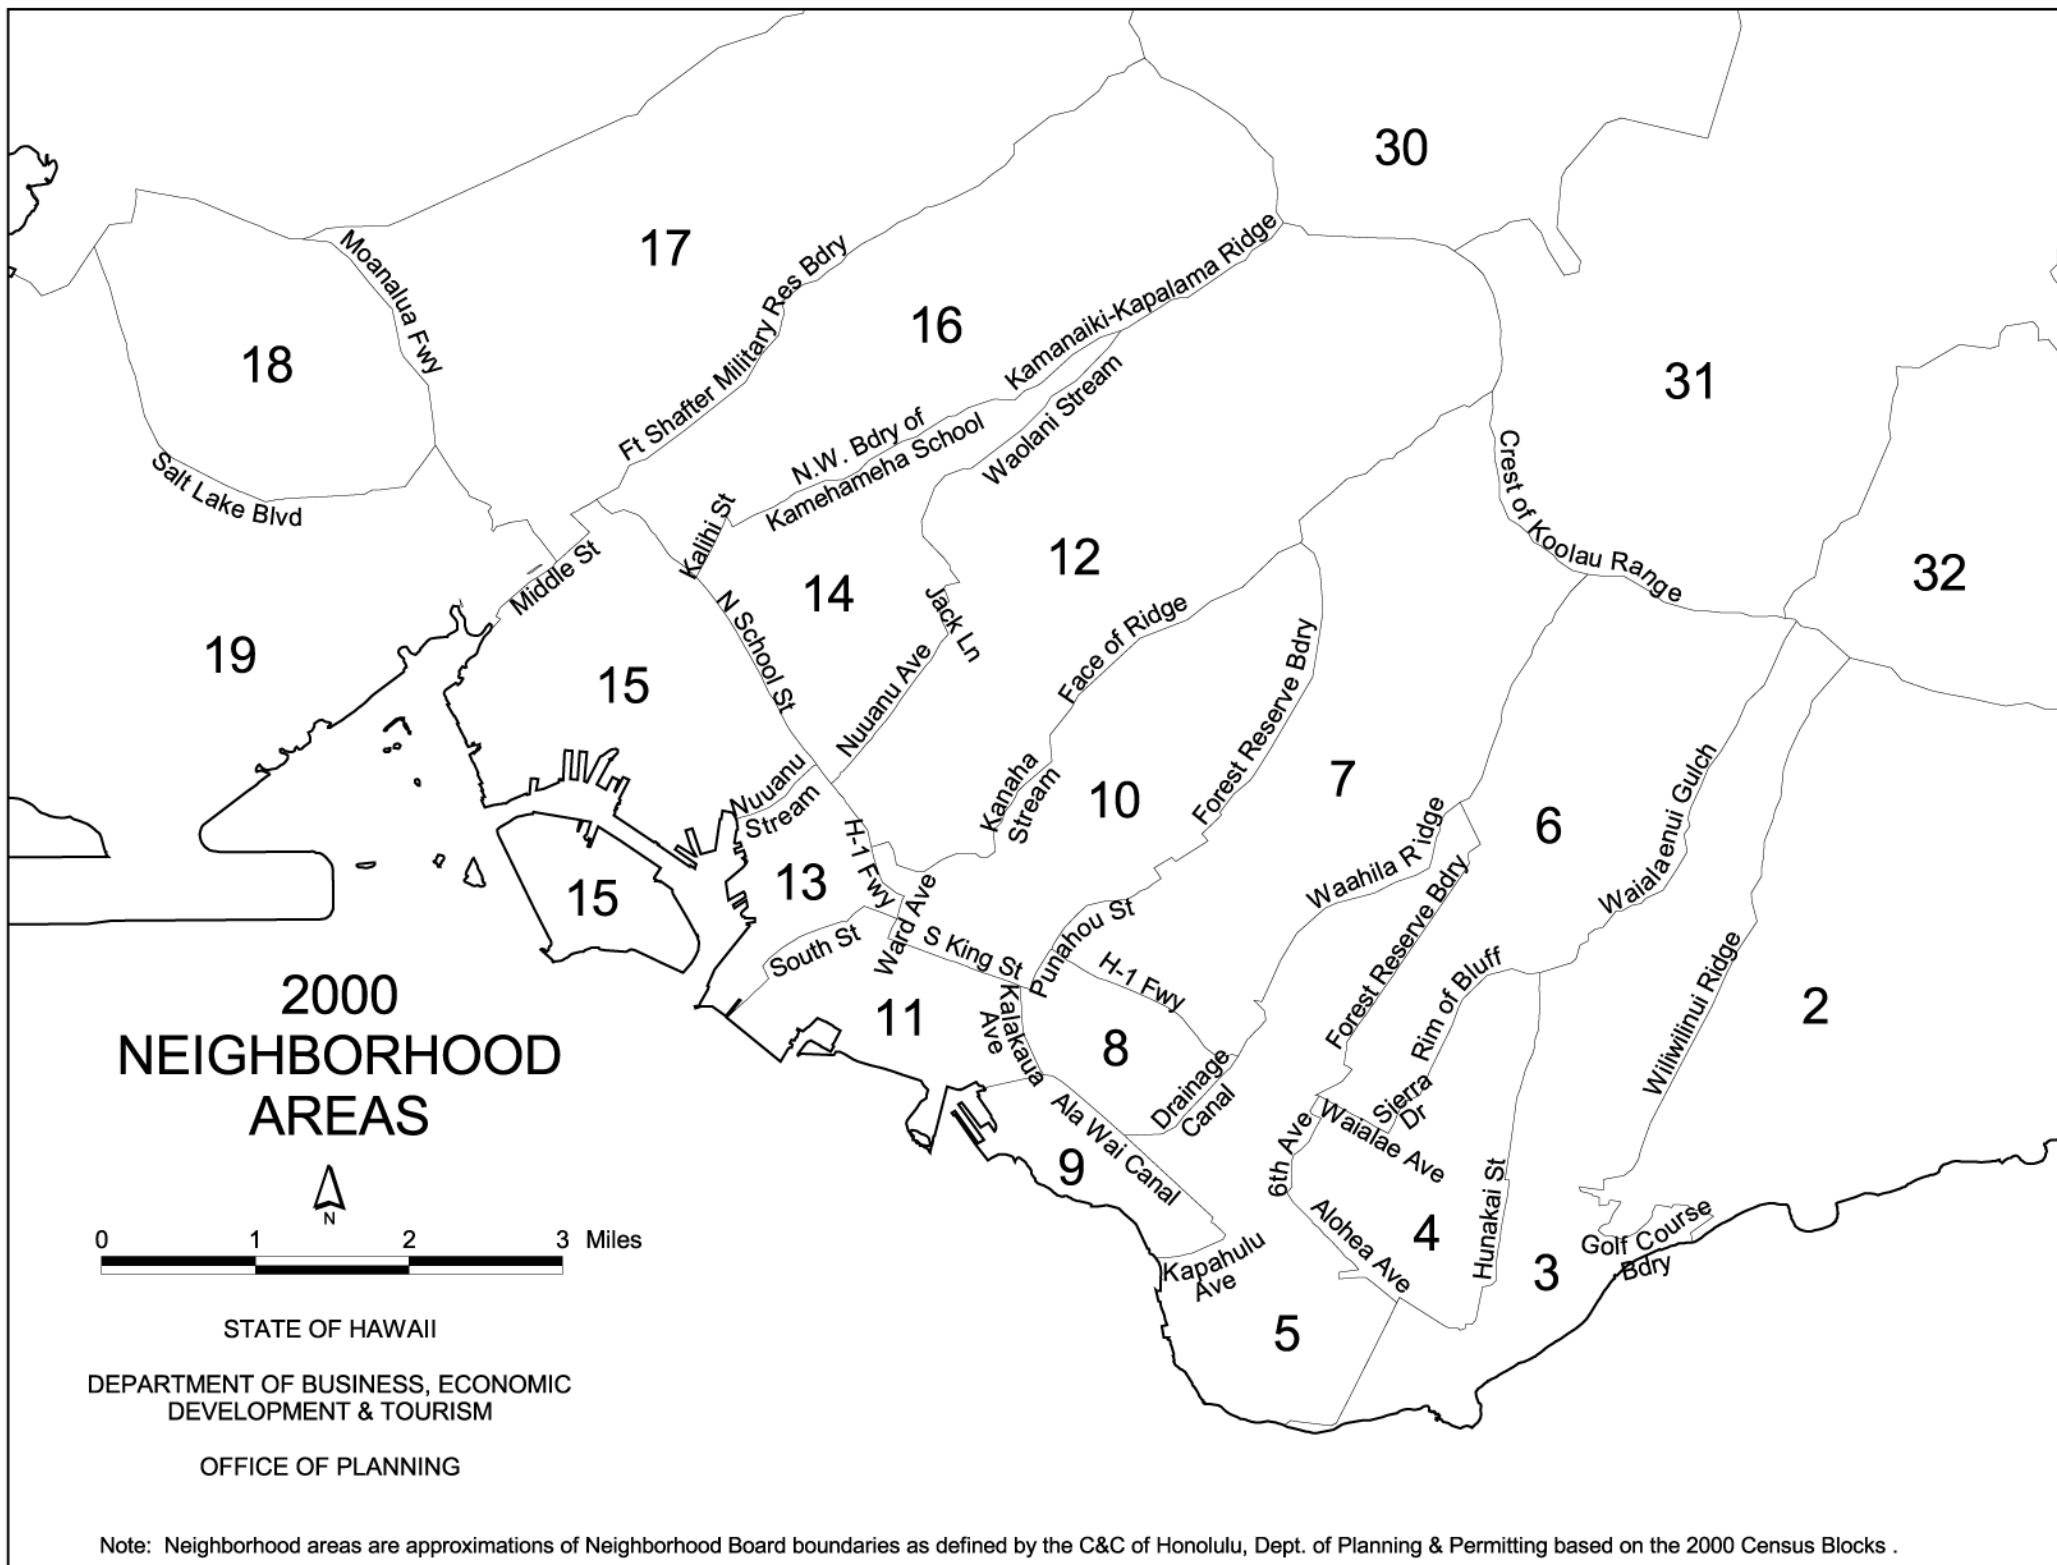 30
17
Moanalua Fwy
Ft Shafter Military Res Bdry
16
Kamanaiki-Kapalama Ridge
18
31
N.W. Bdry of
Kamehameha School
Waolani Stream
Salt Lake Blvd
Crest of Koolau Range
Kalihi St
Middle St
12
32
14
N School St
Jack Ln
Face of Ridge
19
15
Nuuanu Ave
Forest Reserve Bdry
Nuuanu
Stream
Kanaha
Stream
10
7
6
Waialaenui Gulch
H-1 Fwy
13
15
Ward Ave
Waahila Ridge
Forest Reserve Bdry
South St
S King St
Punahou St
H-1 Fwy
Rim of Bluff
Wiliwilinui Ridge
2
11
Kalakaua
Ave
8
Drainage
Canal
Sierra
Dr
Waialae Ave
6th Ave
Ala Wai Canal
9
Alohea Ave
4
Hunakai St
3
Golf Course
Bdry
Kapahulu
Ave
5
2000
NEIGHBORHOOD
AREAS
N
0 1 2 3 Miles
STATE OF HAWAII
DEPARTMENT OF BUSINESS, ECONOMIC
DEVELOPMENT & TOURISM
OFFICE OF PLANNING
Note: Neighborhood areas are approximations of Neighborhood Board boundaries as defined by the C&C of Honolulu, Dept. of Planning & Permitting based on the 2000 Census Blocks .